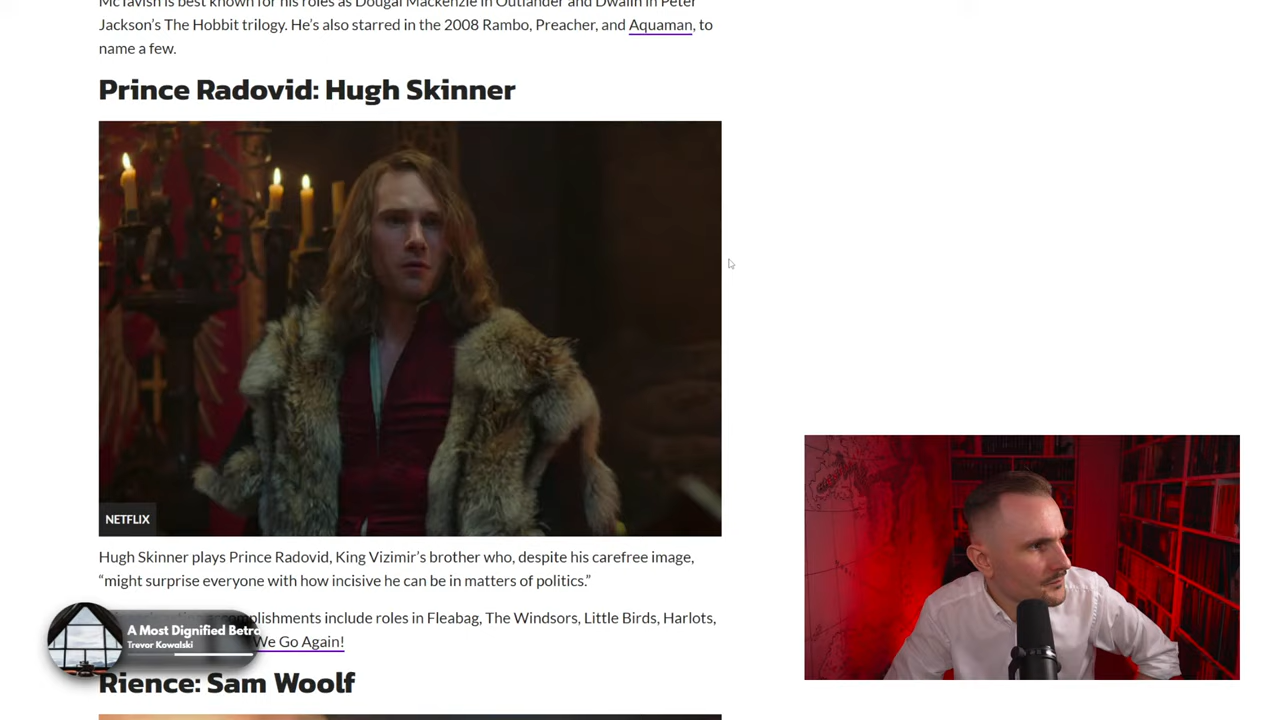 McTavish is best known for his roles as Dougal Mackenzie in Outlander and Dwalin in Peter
Jackson's The Hobbit trilogy. He's also starred in the 2008 Rambo, Preacher, and Aquaman, to
name a few.
Prince Radovid: Hugh Skinner
NETFLIX
Hugh Skinner plays Prince Radovid, King Vizimir's brother who, despite his carefree image,
“might surprise everyone with how incisive he can be in matters of politics.”
include roles in Fleabag, The Windsors, Little Birds, Harlots,
We Go Again!
A Most Dignified
Trevor Kowalski
Rience: Sam Woolf